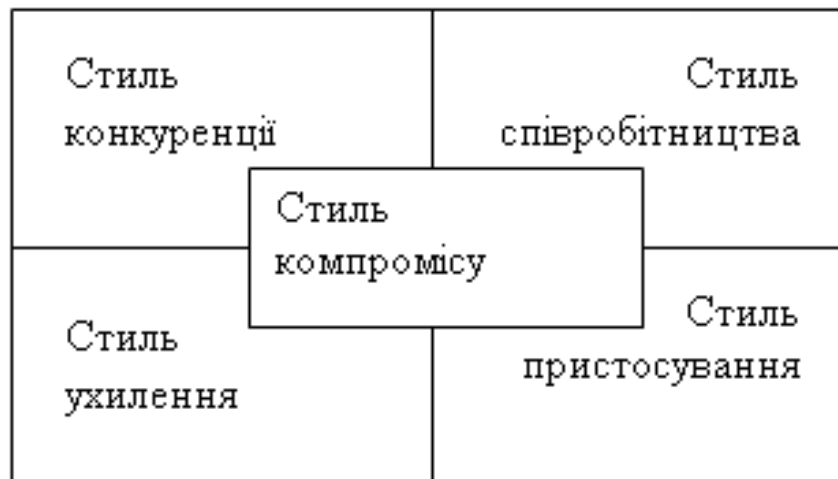 Стиль
конкуренції
Стиль
співробітництва
Стиль
компромісу
Стиль
ухилення
Стиль
пристосування